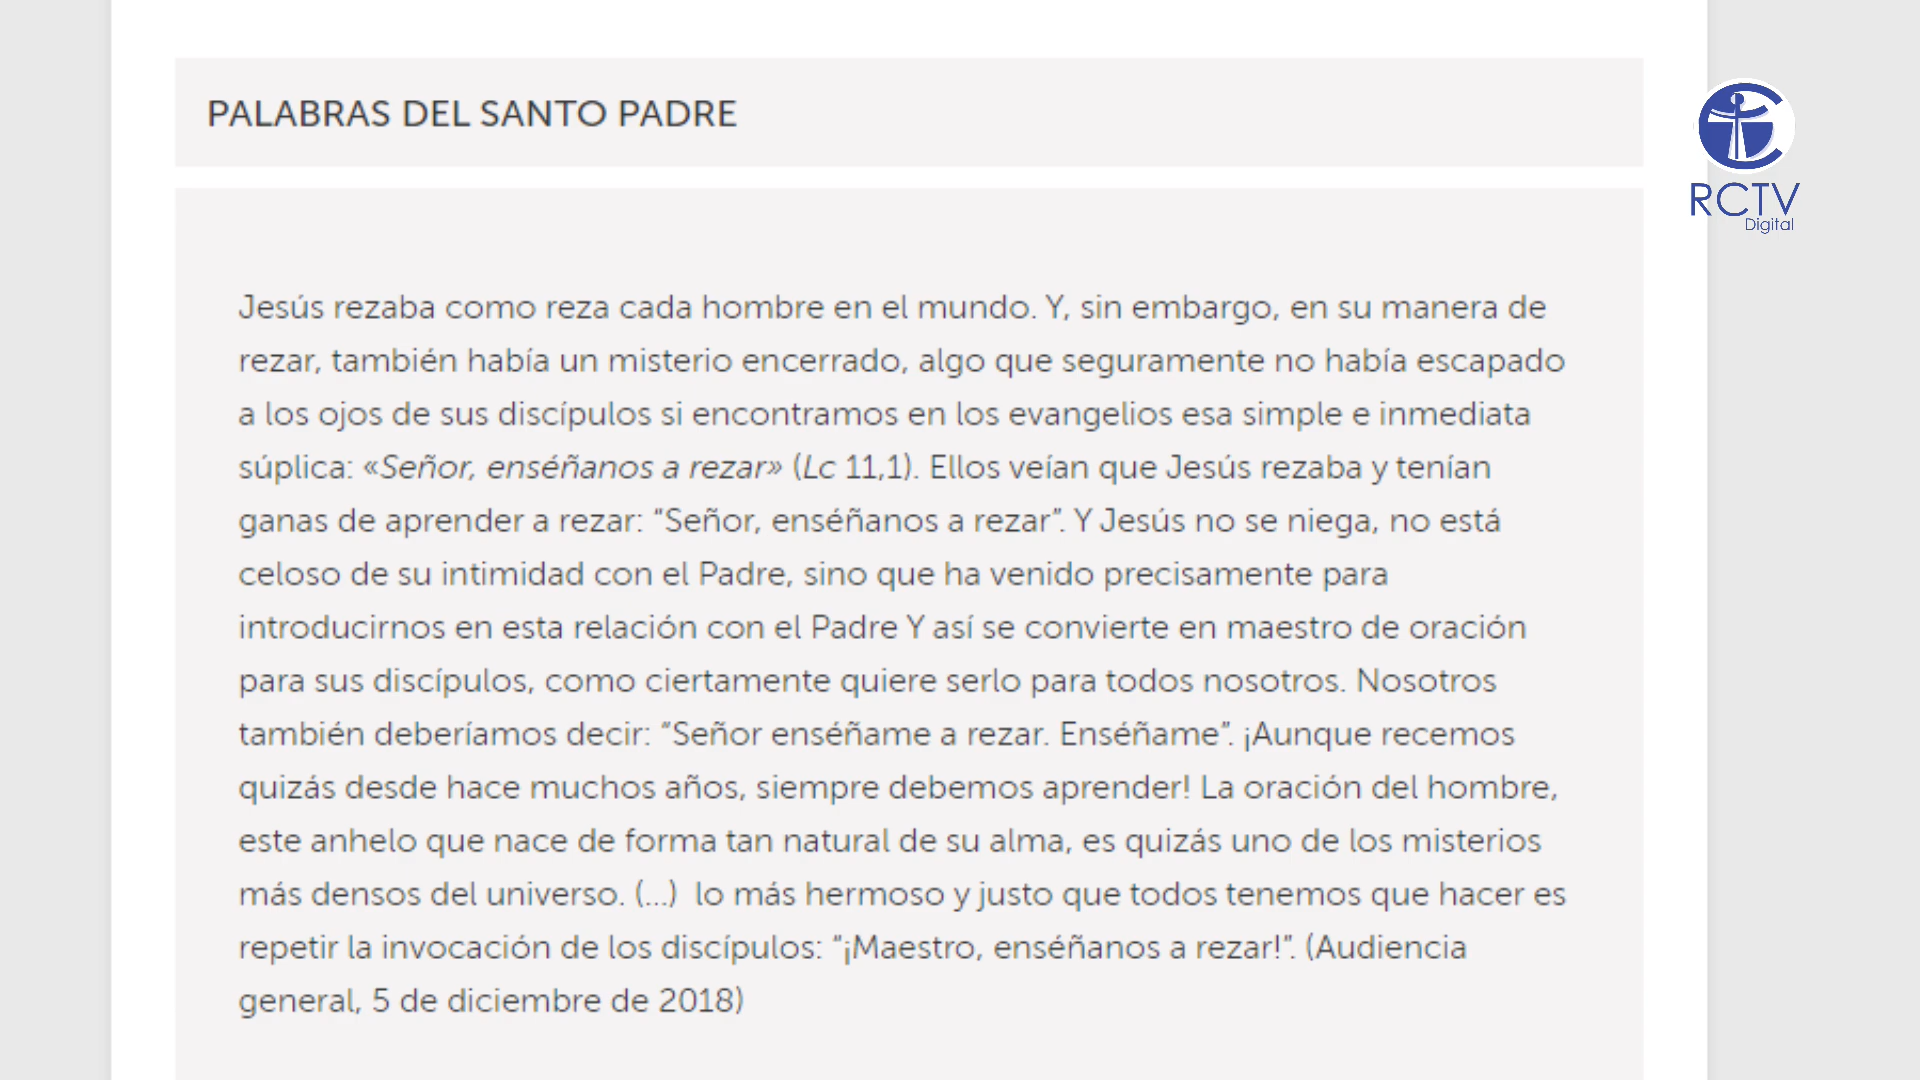 PALABRAS DEL SANTO PADRE
RCTV
Digital
Jesús rezaba como reza cada hombre en el mundo. Y, sin embargo, en su manera de
rezar, también había un misterio encerrado, algo que seguramente no había escapado
a los ojos de sus discípulos si encontramos en los evangelios esa simple e inmediata
súplica: «Señor, enséñanos a rezar» (Lc 11,1). Ellos veían que Jesús rezaba y tenían
ganas de aprender a rezar: “Señor, enséñanos a rezar”. Y Jesús no se niega, no está
celoso de su intimidad con el Padre, sino que ha venido precisamente para
introducirnos en esta relación con el Padre Y así se convierte en maestro de oración
para sus discípulos, como ciertamente quiere serlo para todos nosotros. Nosotros
también deberíamos decir: “Señor enséñame a rezar. Enséñame”. ¡Aunque recemos
quizás desde hace muchos años, siempre debemos aprender! La oración del hombre,
este anhelo que nace de forma tan natural de su alma, es quizás uno de los misterios
más densos del universo. (...)  lo más hermoso y justo que todos tenemos que hacer es
repetir la invocación de los discípulos: “¡Maestro, enséñanos a rezar!”. (Audiencia
general, 5 de diciembre de 2018)